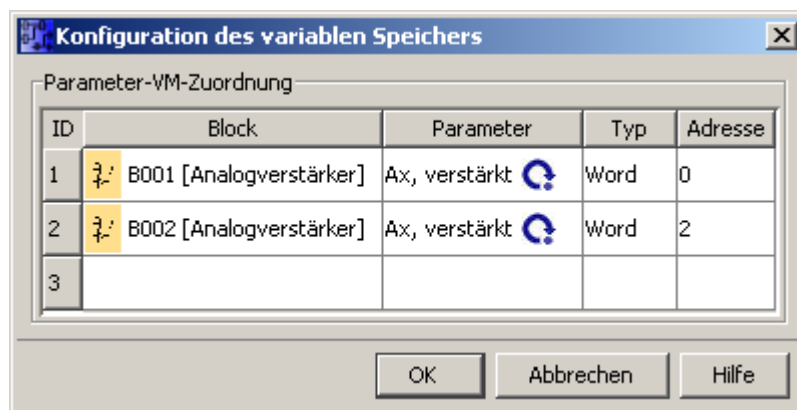 Konfiguration des variablen Speichers
Parameter-VM-Zuordnung
ID Block Parameter Typ Adresse
1 B001 [Analogverstärker] Ax, verstärkt Word 0
2 B002 [Analogverstärker] Ax, verstärkt Word 2
3
OK Abbrechen Hilfe